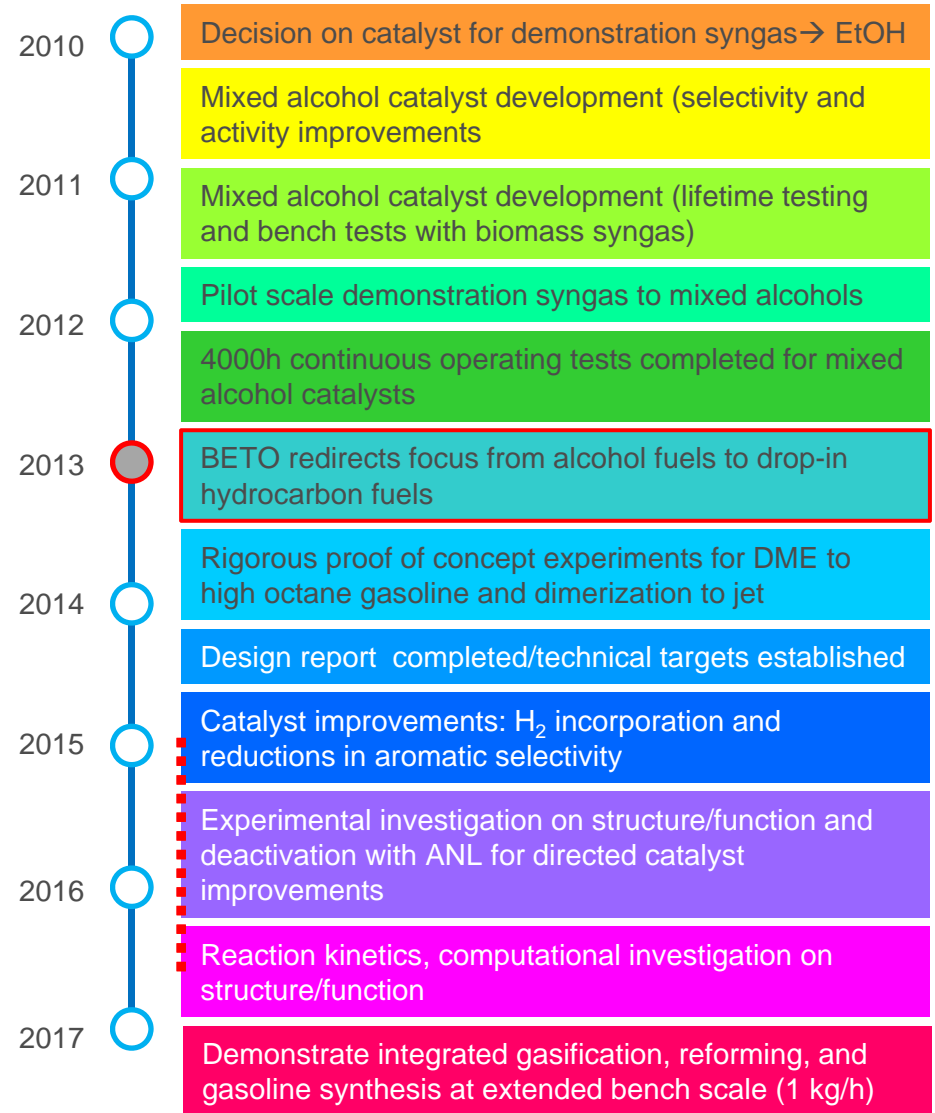 2010
Decision on catalyst for demonstration syngas→ EtOH
Mixed alcohol catalyst development (selectivity and
activity improvements
2011
Mixed alcohol catalyst development (lifetime testing
and bench tests with biomass syngas)
Pilot scale demonstration syngas to mixed alcohols
2012
4000h continuous operating tests completed for mixed
alcohol catalysts
2013
BETO redirects focus from alcohol fuels to drop-in
hydrocarbon fuels
Rigorous proof of concept experiments for DME to
high octane gasoline and dimerization to jet
2014
Design report  completed/technical targets established
Catalyst improvements: H₂ incorporation and
reductions in aromatic selectivity
2015
Experimental investigation on structure/function and
deactivation with ANL for directed catalyst
improvements
2016
Reaction kinetics, computational investigation on
structure/function
2017
Demonstrate integrated gasification, reforming, and
gasoline synthesis at extended bench scale (1 kg/h)